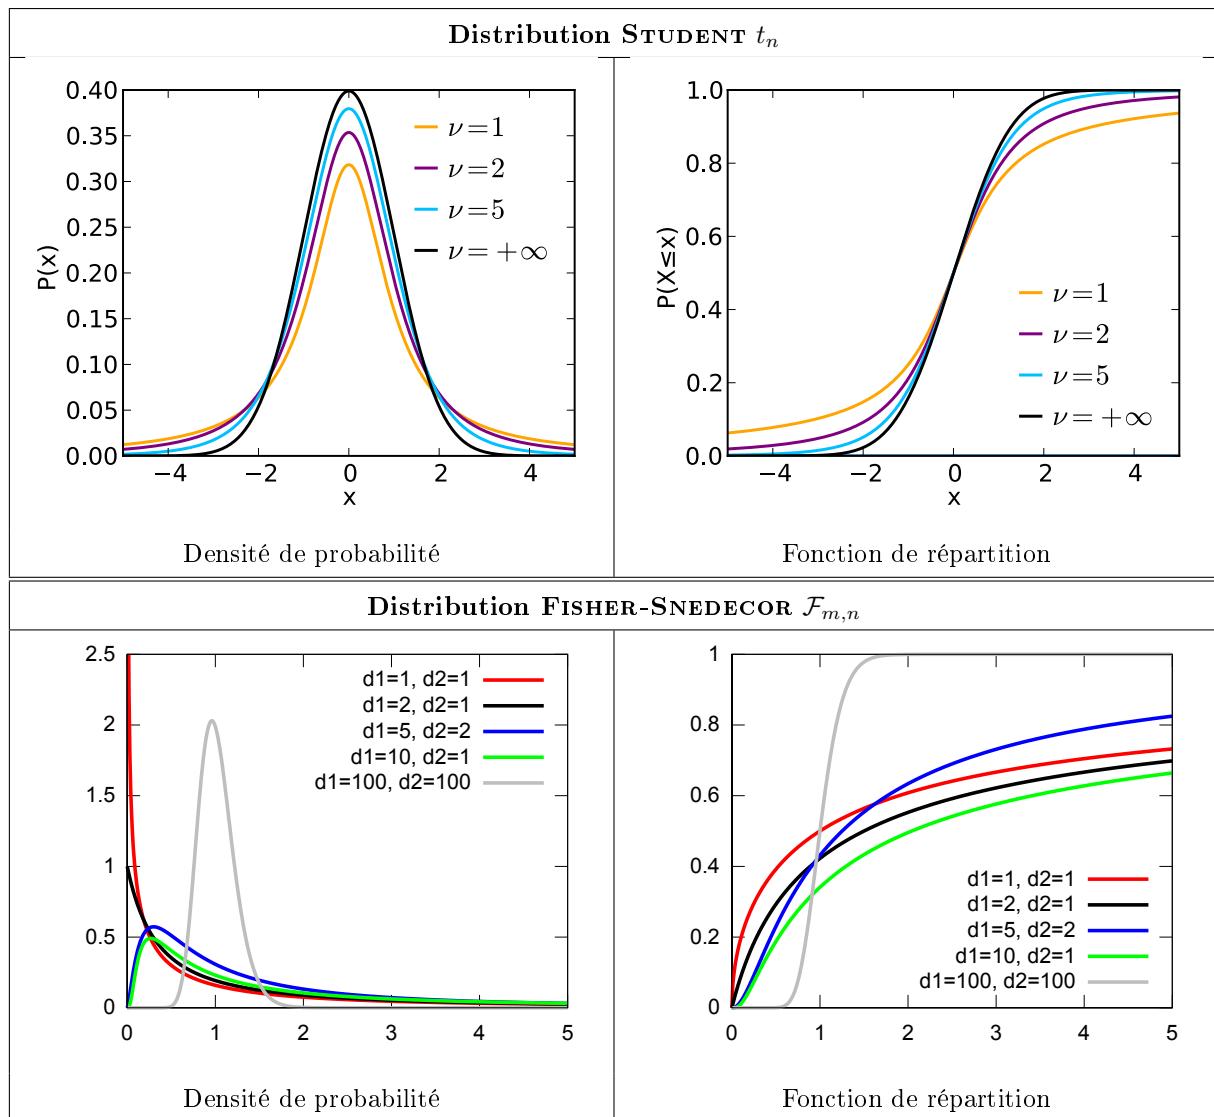 Distribution STUDENT tₙ
0.40
0.35
0.30
0.25
0.20
0.15
0.10
0.05
0.00
P(x)
−4
−2
0
2
4
x
ν=1
ν=2
ν=5
ν=+∞
Densité de probabilité
1.0
0.8
0.6
0.4
0.2
0.0
P(X≤x)
−4
−2
0
2
4
x
ν=1
ν=2
ν=5
ν=+∞
Fonction de répartition
Distribution FISHER-SNEDECOR ℱm,n
2.5
2
1.5
1
0.5
0
0
1
2
3
4
5
d1=1, d2=1
d1=2, d2=1
d1=5, d2=2
d1=10, d2=1
d1=100, d2=100
Densité de probabilité
1
0.8
0.6
0.4
0.2
0
0
1
2
3
4
5
d1=1, d2=1
d1=2, d2=1
d1=5, d2=2
d1=10, d2=1
d1=100, d2=100
Fonction de répartition